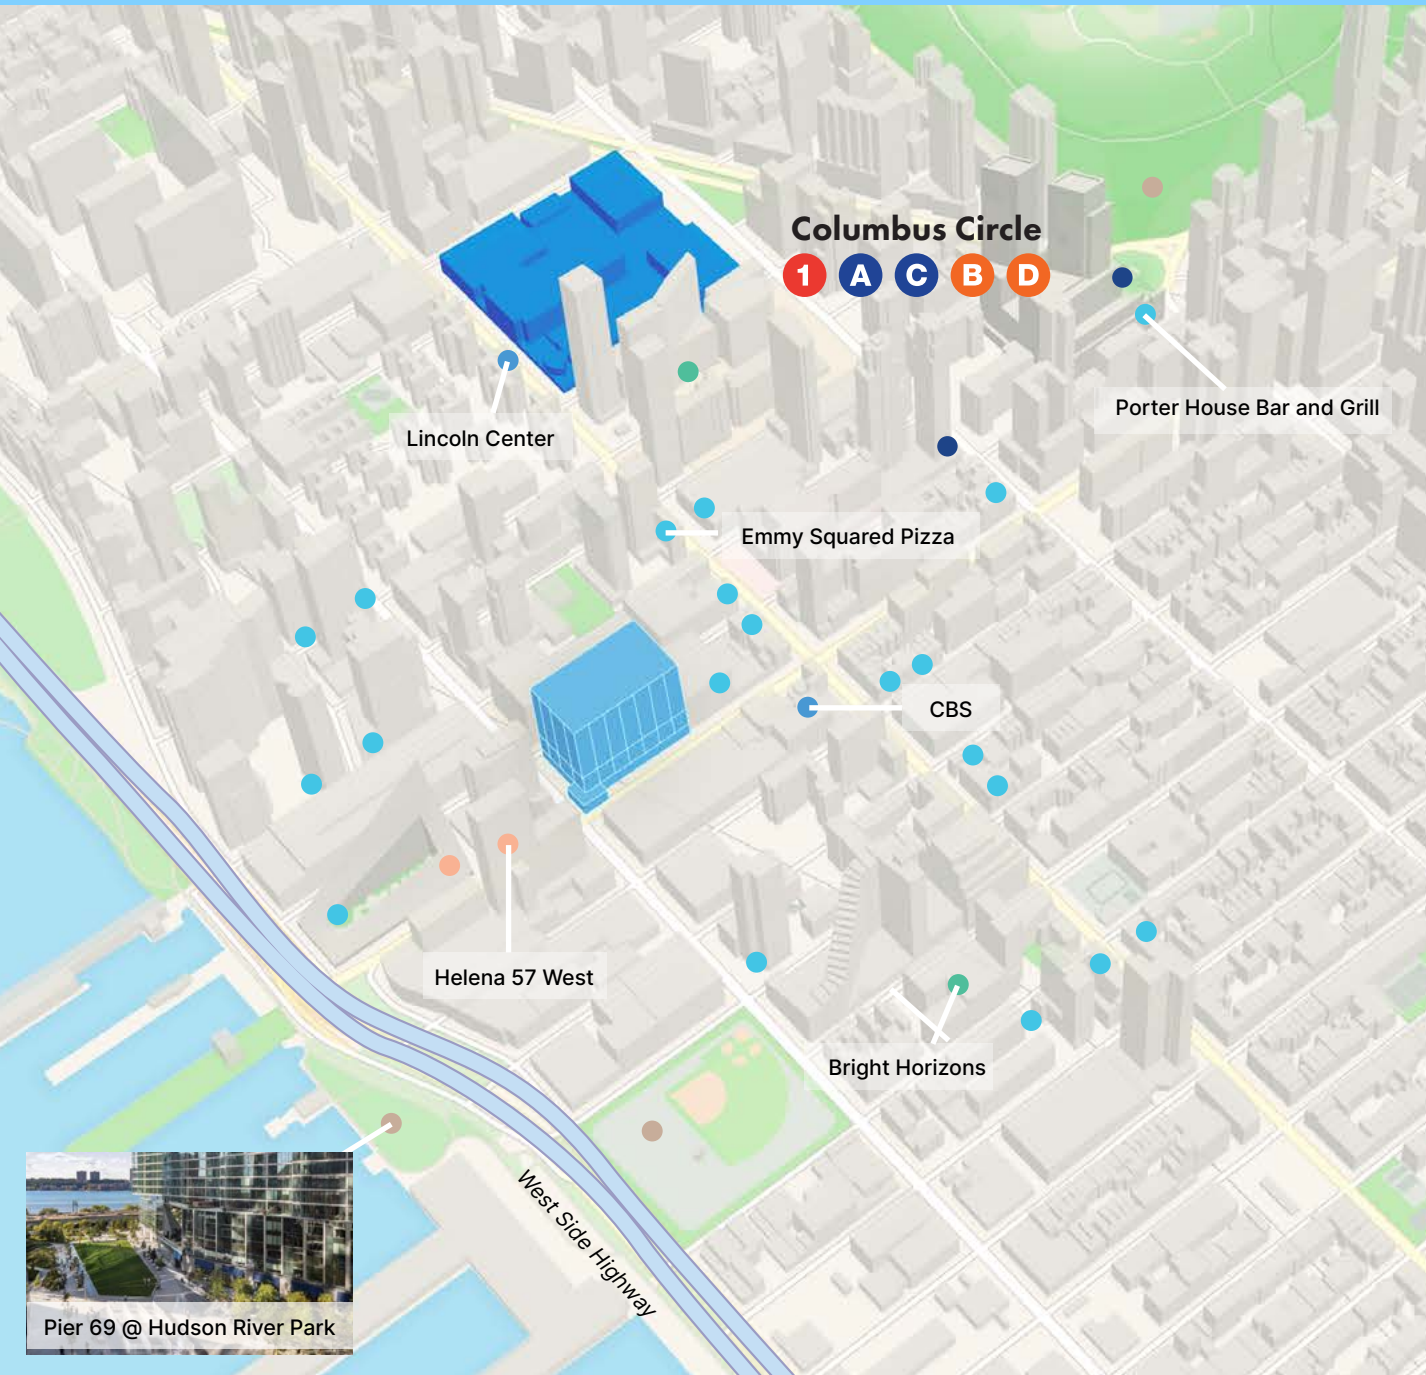 Columbus Circle
1 A C B D
Porter House Bar and Grill
Lincoln Center
Emmy Squared Pizza
CBS
Helena 57 West
Bright Horizons
West Side Highway
Pier 69 @ Hudson River Park